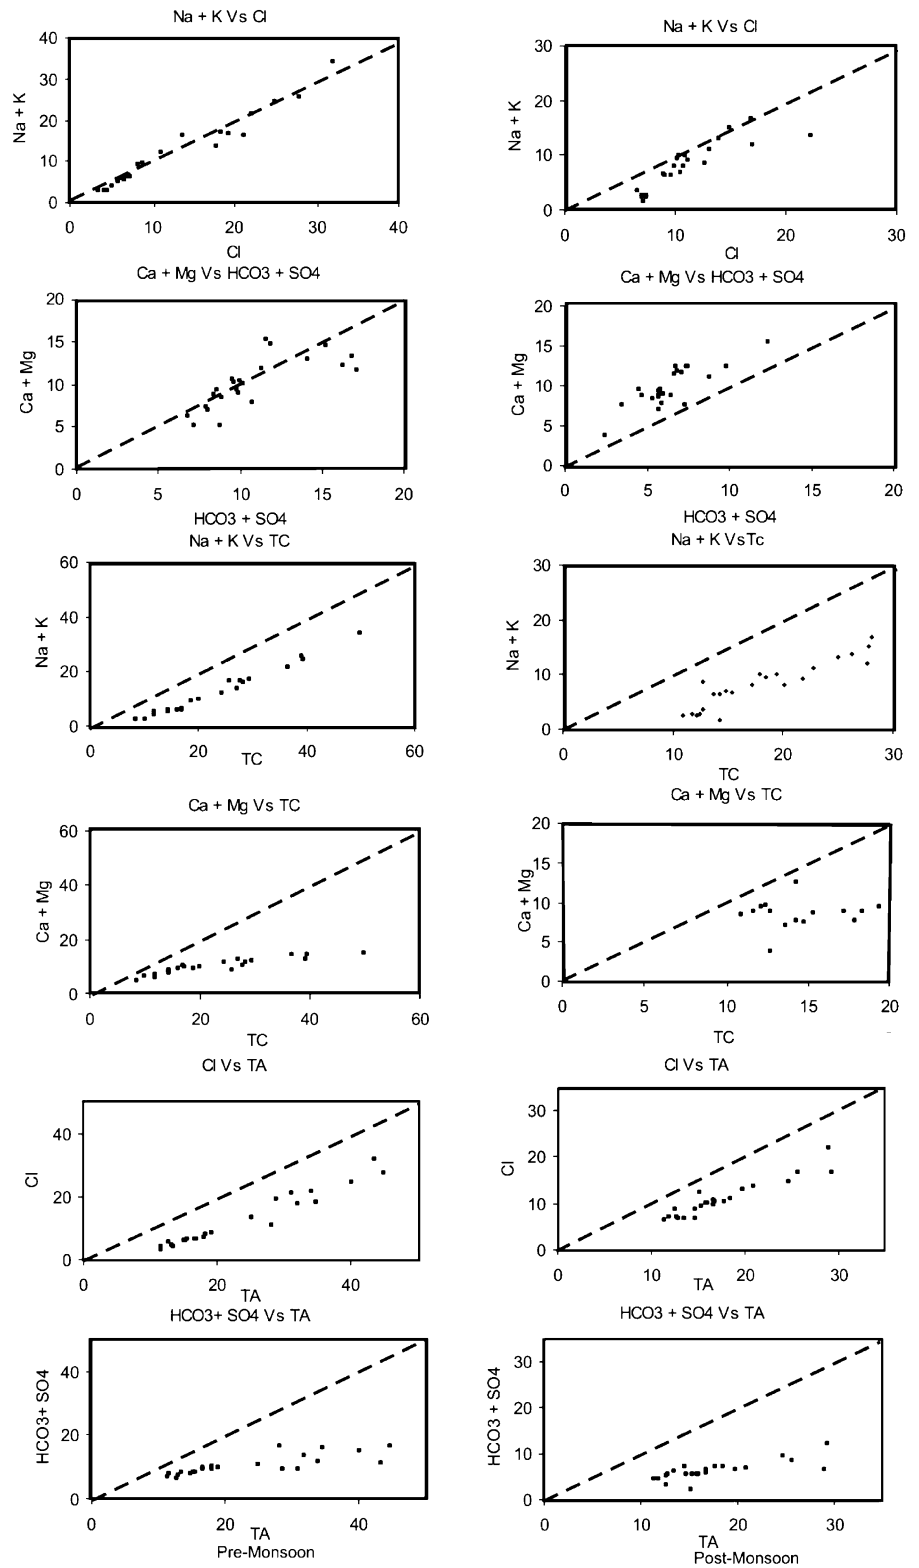 Na + K Vs Cl
40
30
20
10
0
Na + K
0 10 20 30 40
Cl
Na + K Vs Cl
30
20
10
0
Na + K
0 10 20 30
Cl
Ca + Mg Vs HCO3 + SO4
20
15
10
5
0
Ca + Mg
0 5 10 15 20
HCO3 + SO4
Ca + Mg Vs HCO3 + SO4
20
15
10
5
0
Ca + Mg
0 5 10 15 20
HCO3 + SO4
Na + K Vs TC
60
40
20
0
Na + K
0 20 40 60
TC
Na + K VsTc
30
20
10
0
Na + K
0 10 20 30
TC
Ca + Mg Vs TC
60
40
20
0
Ca + Mg
0 20 40 60
TC
Ca + Mg Vs TC
20
15
10
5
0
Ca + Mg
0 5 10 15 20
TC
Cl Vs TA
40
20
0
Cl
0 20 40
TA
Cl Vs TA
30
20
10
0
Cl
0 10 20 30
TA
HCO3+ SO4 Vs TA
40
20
0
HCO3+ SO4
0 20 40
TA
Pre-Monsoon
HCO3 + SO4 Vs TA
30
20
10
0
HCO3 + SO4
0 10 20 30
TA
Post-Monsoon